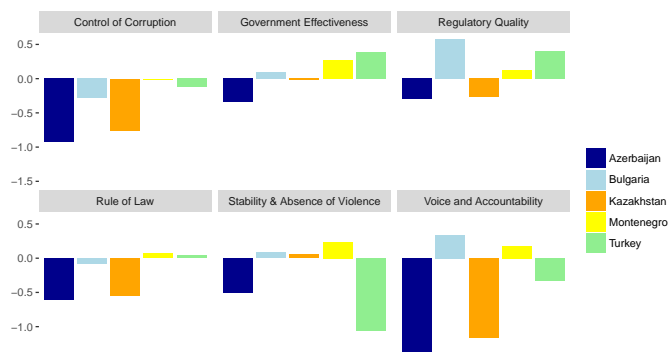 Control of Corruption Government Effectiveness Regulatory Quality
0.5
0.0
−0.5
−1.0
−1.5
Rule of Law Stability & Absence of Violence Voice and Accountability
0.5
0.0
−0.5
−1.0
Azerbaijan
Bulgaria
Kazakhstan
Montenegro
Turkey